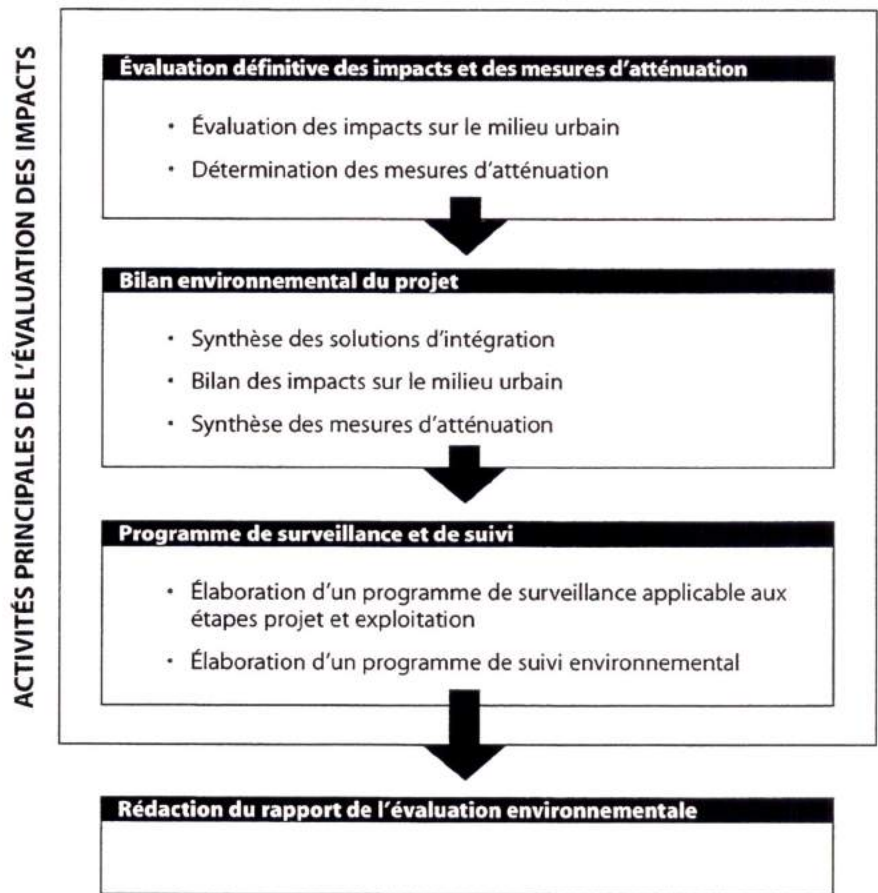 ACTIVITÉS PRINCIPALES DE L'ÉVALUATION DES IMPACTS
Évaluation définitive des impacts et des mesures d'atténuation
• Évaluation des impacts sur le milieu urbain
• Détermination des mesures d'atténuation
Bilan environnemental du projet
• Synthèse des solutions d'intégration
• Bilan des impacts sur le milieu urbain
• Synthèse des mesures d'atténuation
Programme de surveillance et de suivi
• Élaboration d'un programme de surveillance applicable aux
étapes projet et exploitation
• Élaboration d'un programme de suivi environnemental
Rédaction du rapport de l'évaluation environnementale